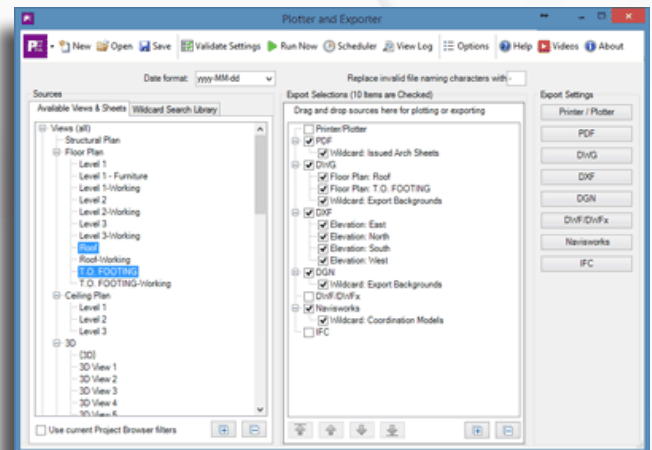 Plotter and Exporter
New Open Save Validate Settings Run Now Scheduler View Log Options Help Videos About
Date format: yyyy-MM-dd
Replace invalid file naming characters with -
Sources
Available Views & Sheets Wildcard Search Library
Views (all)
Structural Plan
Floor Plan
Level 1
Level 1 - Furniture
Level 1-Working
Level 2
Level 2-Working
Level 3
Level 3-Working
Roof
Roof-Working
T.O. FOOTING
T.O. FOOTING-Working
Ceiling Plan
Level 1
Level 2
Level 3
3D
{3D}
3D View 1
3D View 2
3D View 3
3D View 4
3D View 5
Use current Project Browser filters
Export Selections (10 Items are Checked)
Drag and drop sources here for plotting or exporting
Printer/Plotter
PDF
Wildcard: Issued Arch Sheets
DWG
Floor Plan: Roof
Floor Plan: T.O. FOOTING
Wildcard: Export Backgrounds
DXF
Elevation: East
Elevation: North
Elevation: South
Elevation: West
DGN
Wildcard: Export Backgrounds
DWF/DWFx
Navisworks
Wildcard: Coordination Models
IFC
Export Settings
Printer / Plotter
PDF
DWG
DXF
DGN
DWF/DWFx
Navisworks
IFC